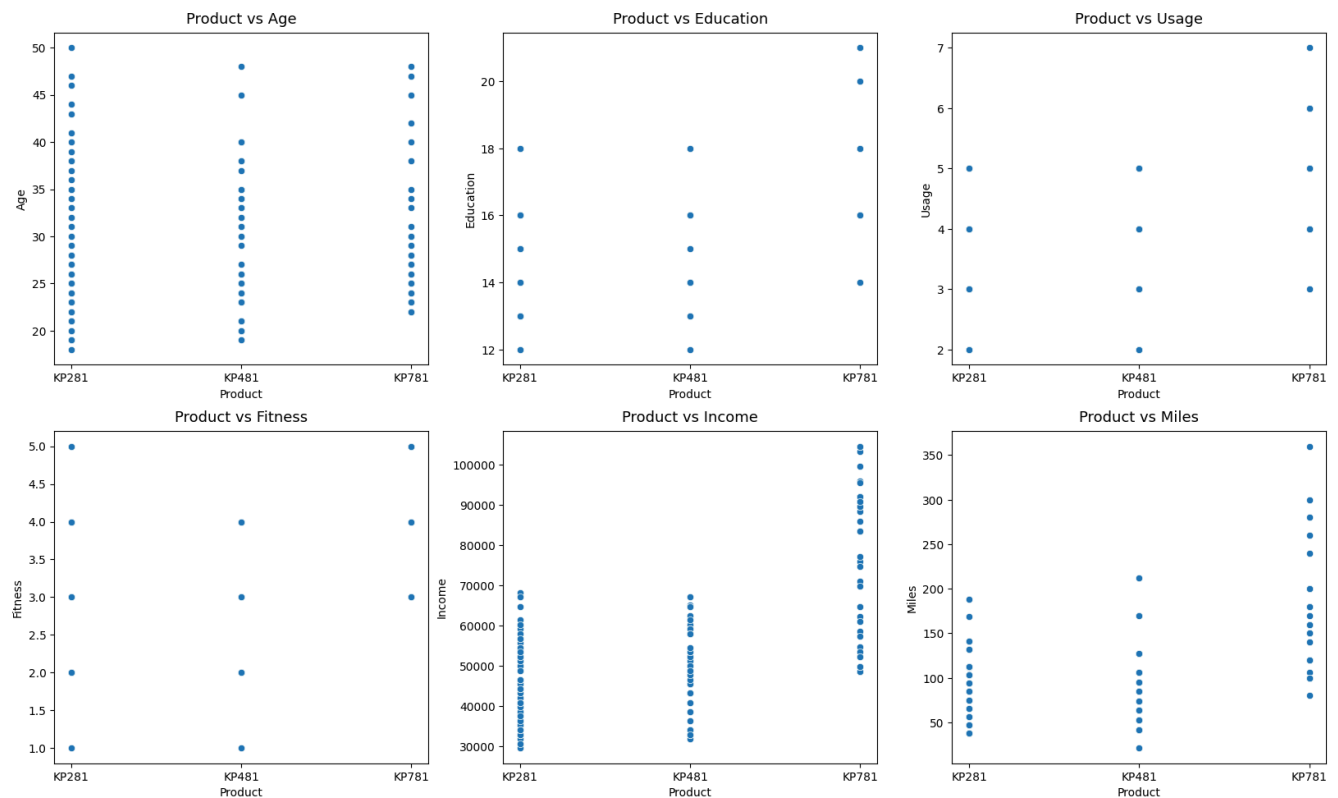 Product vs Age
Age
50
45
40
35
30
25
20
KP281 KP481 KP781
Product
Product vs Education
Education
20
18
16
14
12
KP281 KP481 KP781
Product
Product vs Usage
Usage
7
6
5
4
3
2
KP281 KP481 KP781
Product
Product vs Fitness
Fitness
5.0
4.5
4.0
3.5
3.0
2.5
2.0
1.5
1.0
KP281 KP481 KP781
Product
Product vs Income
Income
100000
90000
80000
70000
60000
50000
40000
30000
KP281 KP481 KP781
Product
Product vs Miles
Miles
350
300
250
200
150
100
50
KP281 KP481 KP781
Product